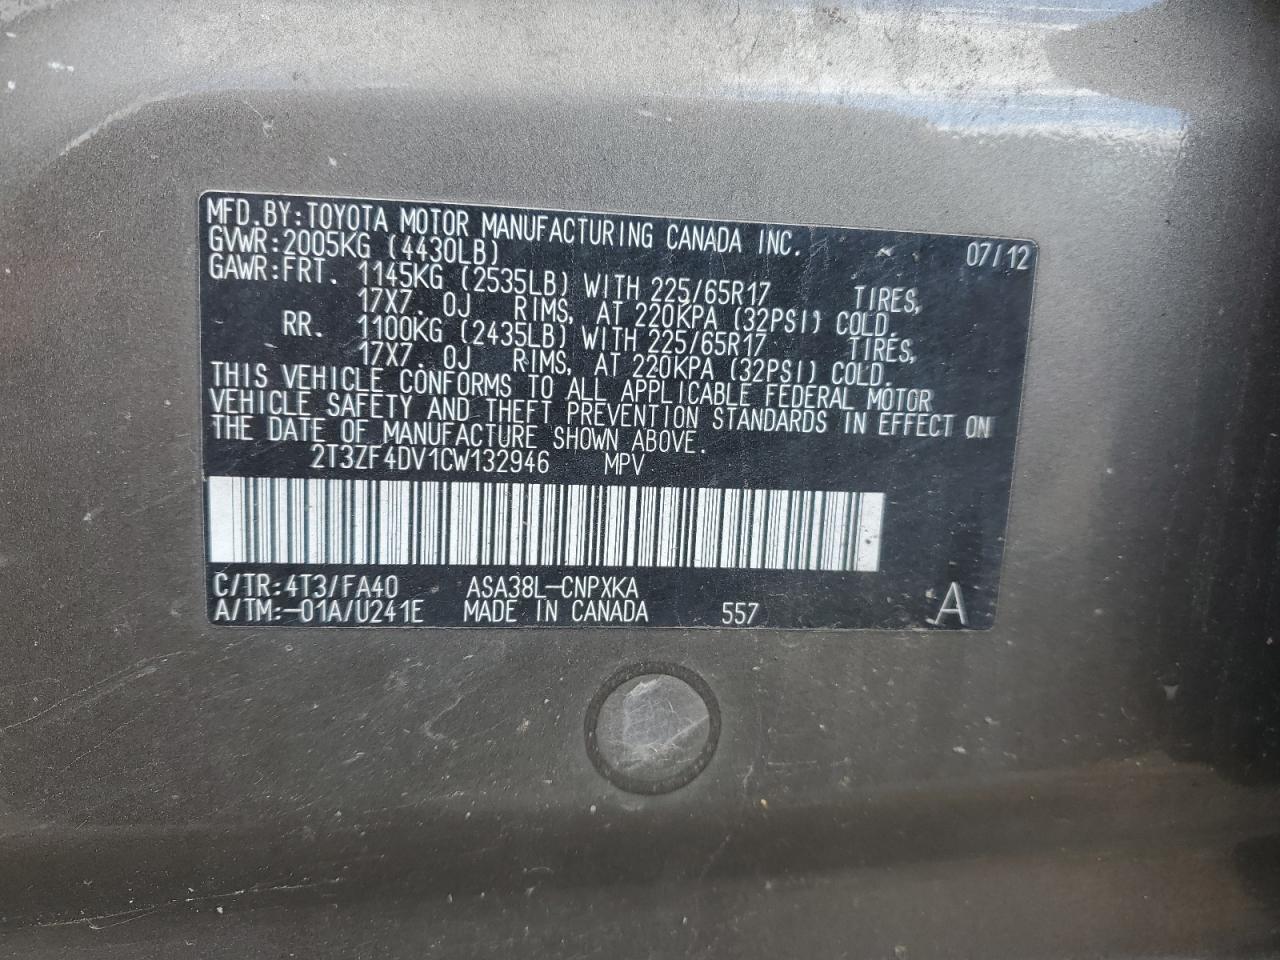 MFD.BY:TOYOTA MOTOR MANUFACTURING CANADA INC. 07/12
GVWR:2005KG (4430LB)
GAWR:FRT. 1145KG (2535LB) WITH 225/65R17 TIRES,
17X7.0J RIMS, AT 220KPA (32PSI) COLD.
RR. 1100KG (2435LB) WITH 225/65R17 TIRES,
17X7.0J RIMS, AT 220KPA (32PSI) COLD.
THIS VEHICLE CONFORMS TO ALL APPLICABLE FEDERAL MOTOR
VEHICLE SAFETY AND THEFT PREVENTION STANDARDS IN EFFECT ON
THE DATE OF MANUFACTURE SHOWN ABOVE.
2T3ZF4DV1CW132946 MPV
C/TR:4T3/FA40 ASA38L-CNPXKA
A/TM:-01A/U241E MADE IN CANADA 557 A